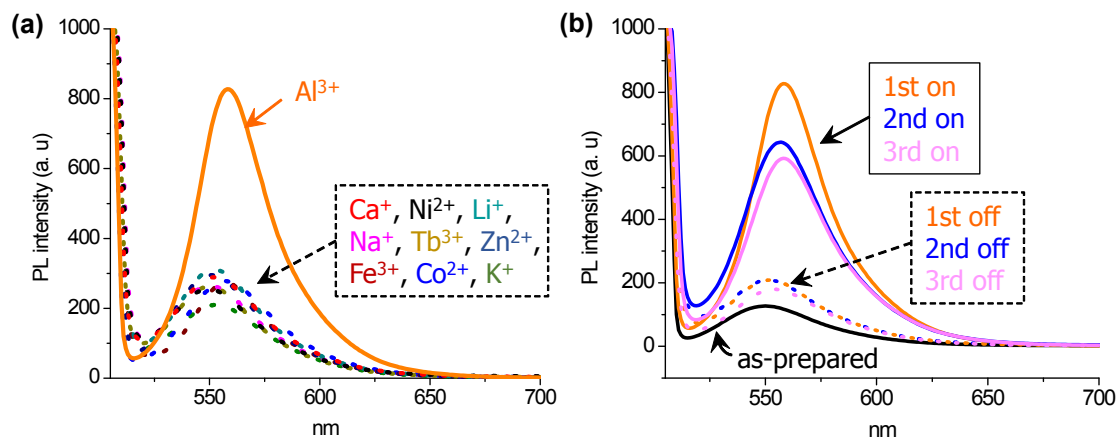 (a)
1000
800
600
400
200
0
PL intensity (a. u)
550
600
650
700
nm
Al³⁺
Ca⁺, Ni²⁺, Li⁺,
Na⁺, Tb³⁺, Zn²⁺,
Fe³⁺, Co²⁺, K⁺
(b)
1000
800
600
400
200
0
PL intensity (a. u)
550
600
650
700
nm
1st on
2nd on
3rd on
1st off
2nd off
3rd off
as-prepared